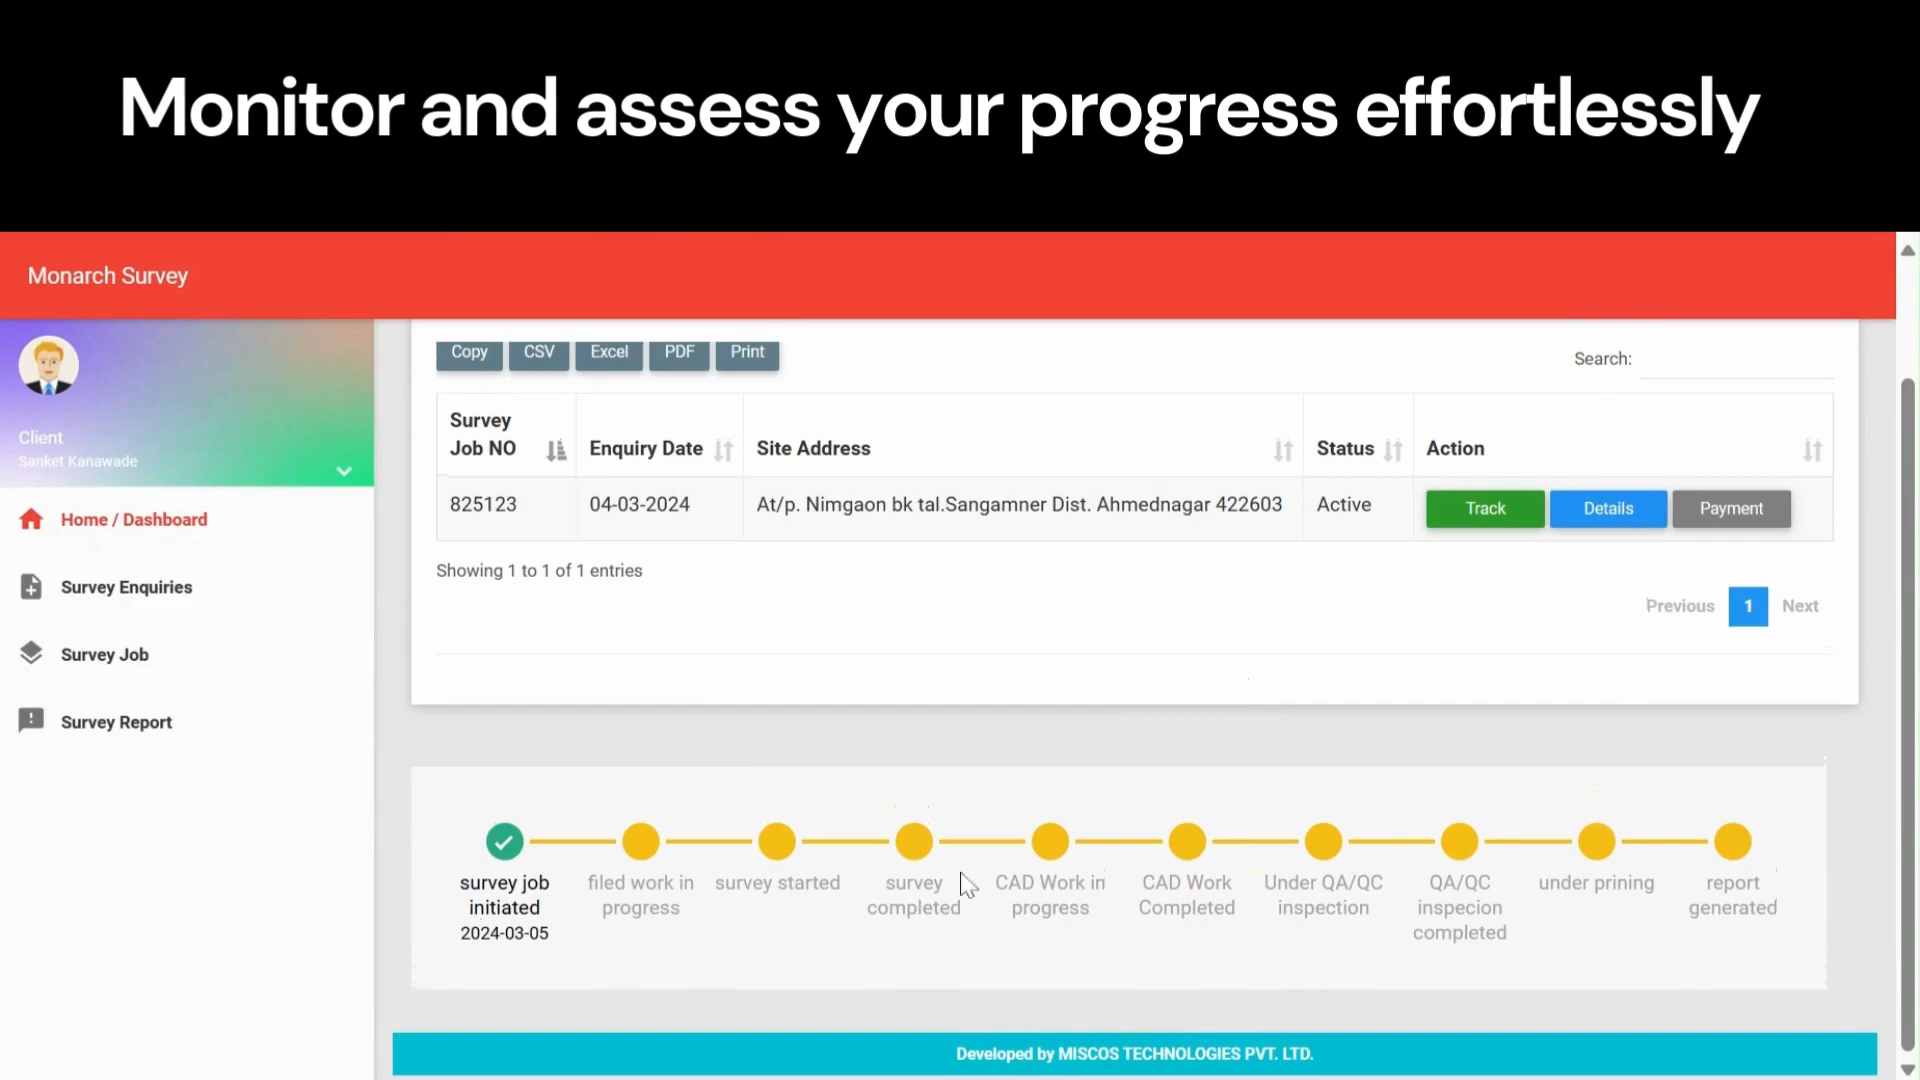 Monitor and assess your progress effortlessly
Monarch Survey
Client
Sanket Kanawade
Home / Dashboard
Survey Enquiries
Survey Job
Survey Report
Copy CSV Excel PDF Print
Search:
Survey
Job NO Enquiry Date Site Address Status Action
825123 04-03-2024 At/p. Nimgaon bk tal.Sangamner Dist. Ahmednagar 422603 Active Track Details Payment
Showing 1 to 1 of 1 entries
Previous 1 Next
survey job
initiated
2024-03-05
filed work in
progress
survey started
survey
completed
CAD Work in
progress
CAD Work
Completed
Under QA/QC
inspection
QA/QC
inspecion
completed
under prining
report
generated
Developed by MISCOS TECHNOLOGIES PVT. LTD.